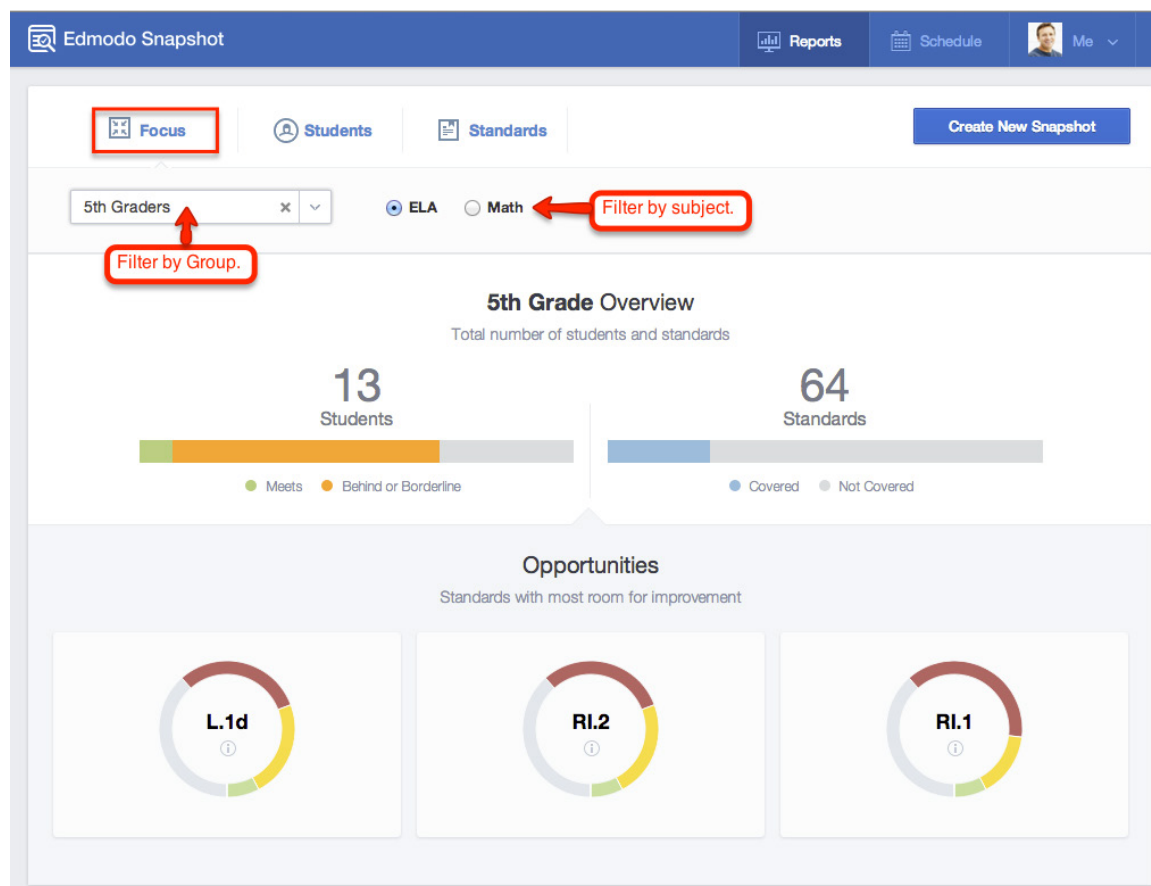 Edmodo Snapshot
Reports
Schedule
Me
Focus
Students
Standards
Create New Snapshot
5th Graders
ELA
Math
Filter by subject.
Filter by Group.
5th Grade Overview
Total number of students and standards
13
Students
64
Standards
Meets
Behind or Borderline
Covered
Not Covered
Opportunities
Standards with most room for improvement
L.1d
RI.2
RI.1